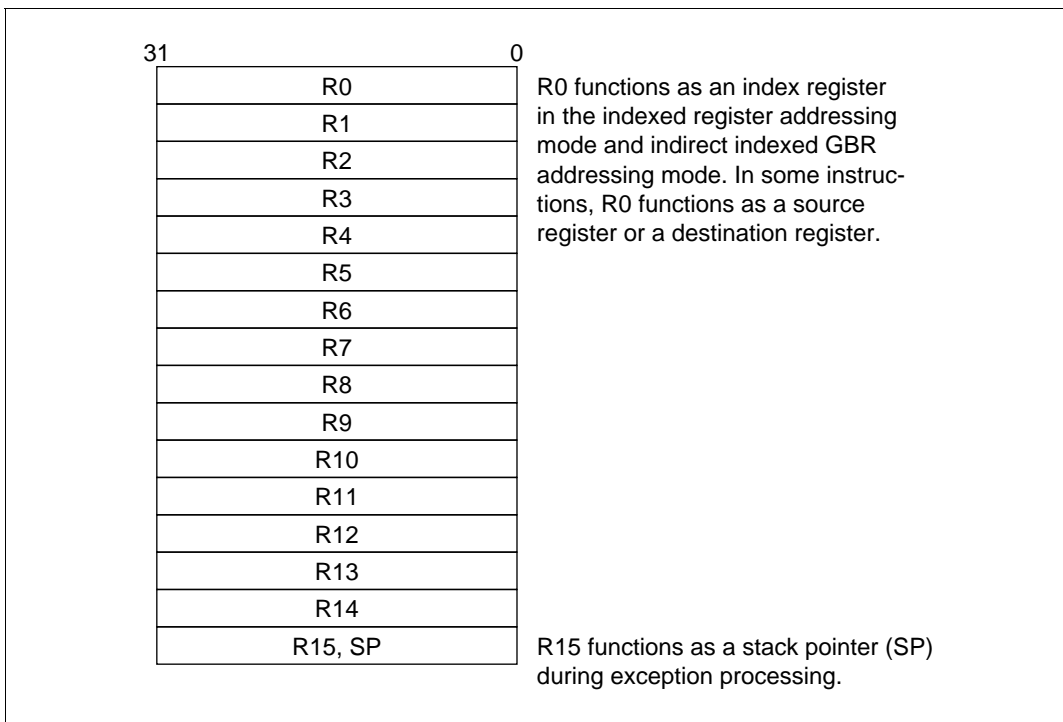 31 0
R0
R1
R2
R3
R4
R5
R6
R7
R8
R9
R10
R11
R12
R13
R14
R15, SP
R0 functions as an index register
in the indexed register addressing
mode and indirect indexed GBR
addressing mode. In some instruc-
tions, R0 functions as a source
register or a destination register.
R15 functions as a stack pointer (SP)
during exception processing.